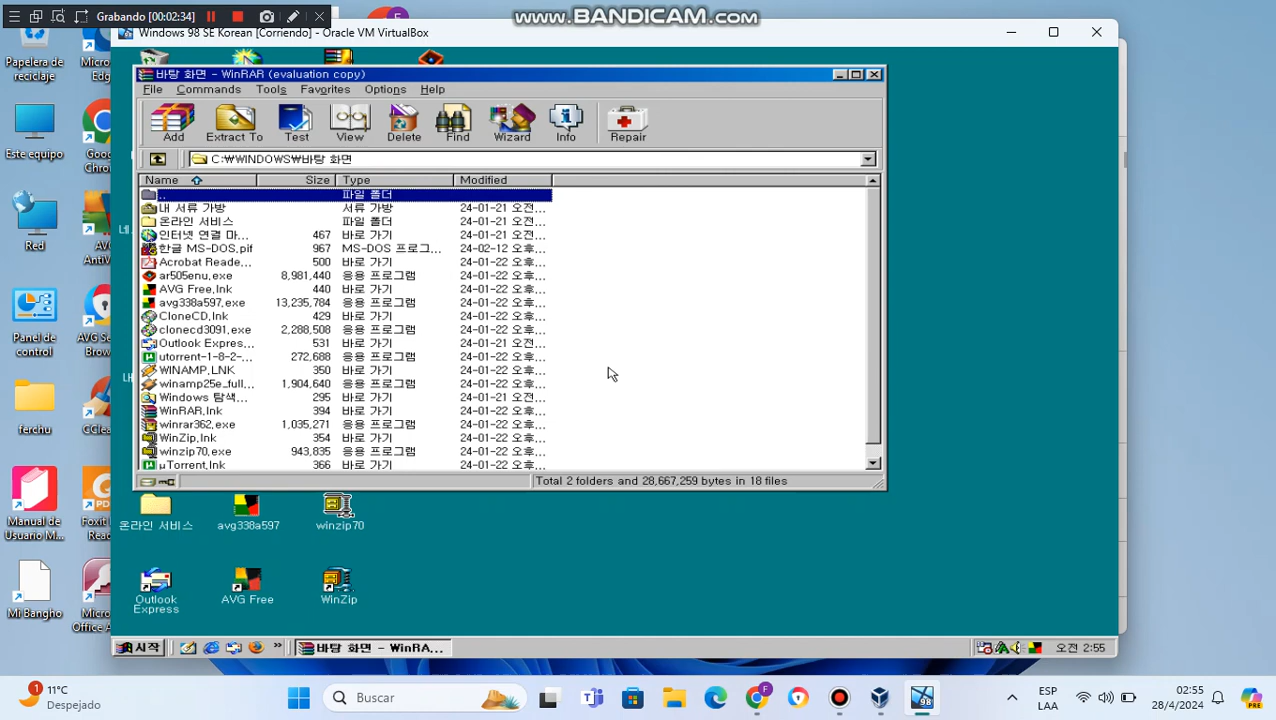 Grabando 00:02:34
www.BANDICAM.com
Windows 98 SE Korean [Corriendo] - Oracle VM VirtualBox
바탕 화면 - WinRAR (evaluation copy)
File Commands Tools Favorites Options Help
Add Extract To Test View Delete Find Wizard Info Repair
C:₩WINDOWS₩바탕 화면
Name Size Type Modified
.. 파일 폴더
내 서류 가방 서류 가방 24-01-21 오전...
온라인 서비스 파일 폴더 24-01-21 오전...
인터넷 연결 마... 467 바로 가기 24-01-21 오전...
한글 MS-DOS.pif 967 MS-DOS 프로그... 24-02-12 오후...
Acrobat Reade... 500 바로 가기 24-01-22 오후...
ar505enu.exe 8,981,440 응용 프로그램 24-01-22 오후...
AVG Free.lnk 440 바로 가기 24-01-22 오후...
avg338a597.exe 13,235,784 응용 프로그램 24-01-22 오후...
CloneCD.lnk 429 바로 가기 24-01-22 오후...
clonecd3091.exe 2,288,508 응용 프로그램 24-01-22 오후...
Outlook Expres... 531 바로 가기 24-01-21 오전...
utorrent-1-8-2-... 272,688 응용 프로그램 24-01-22 오후...
WINAMP.LNK 350 바로 가기 24-01-22 오후...
winamp25e_full... 1,904,640 응용 프로그램 24-01-22 오후...
Windows 탐색... 295 바로 가기 24-01-21 오전...
WinRAR.lnk 394 바로 가기 24-01-22 오후...
winrar362.exe 1,035,271 응용 프로그램 24-01-22 오후...
WinZip.lnk 354 바로 가기 24-01-22 오후...
winzip70.exe 943,835 응용 프로그램 24-01-22 오후...
µTorrent.lnk 366 바로 가기 24-01-22 오후...
Total 2 folders and 28,667,259 bytes in 18 files
온라인 서비스 avg338a597 winzip70
Outlook
Express
AVG Free WinZip
시작 바탕 화면 - WinRA... 오전 2:55
Papelera de
reciclaje
Micros
Edg
Este equipo
Goog
Chro
Red
AVG
AntiV
Panel de
control
AVG Se
Brow
ferchu
CCle
Manual de
Usuario M...
Foxit
Read
Mi Bangho
Micro
Office
11°C
Despejado
Buscar
ESP
LAA
02:55
28/4/2024
PRE